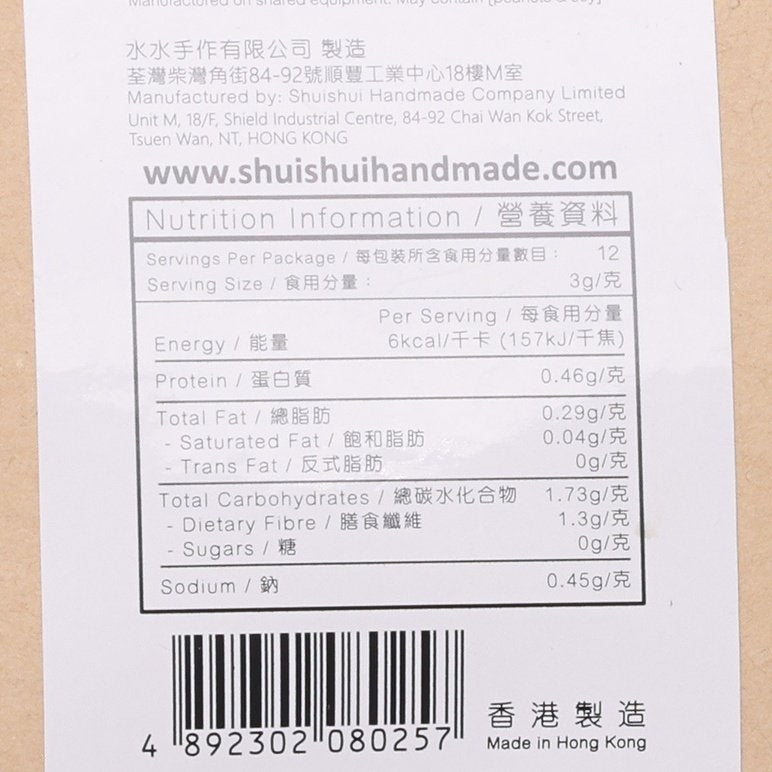 Manufactured on shared equipment. May contain [peanuts & soy]
水水手作有限公司 製造
荃灣柴灣角街84-92號順豐工業中心18樓M室
Manufactured by: Shuishui Handmade Company Limited
Unit M, 18/F, Shield Industrial Centre, 84-92 Chai Wan Kok Street,
Tsuen Wan, NT, HONG KONG
www.shuishuihandmade.com
Nutrition Information / 營養資料
Servings Per Package / 每包裝所含食用分量數目: 12
Serving Size / 食用分量: 3g/克
Per Serving / 每食用分量
Energy / 能量 6kcal/千卡 (157kJ/千焦)
Protein / 蛋白質 0.46g/克
Total Fat / 總脂肪 0.29g/克
- Saturated Fat / 飽和脂肪 0.04g/克
- Trans Fat / 反式脂肪 0g/克
Total Carbohydrates / 總碳水化合物 1.73g/克
- Dietary Fibre / 膳食纖維 1.3g/克
- Sugars / 糖 0g/克
Sodium / 鈉 0.45g/克
4 892302 080257
香港製造
Made in Hong Kong